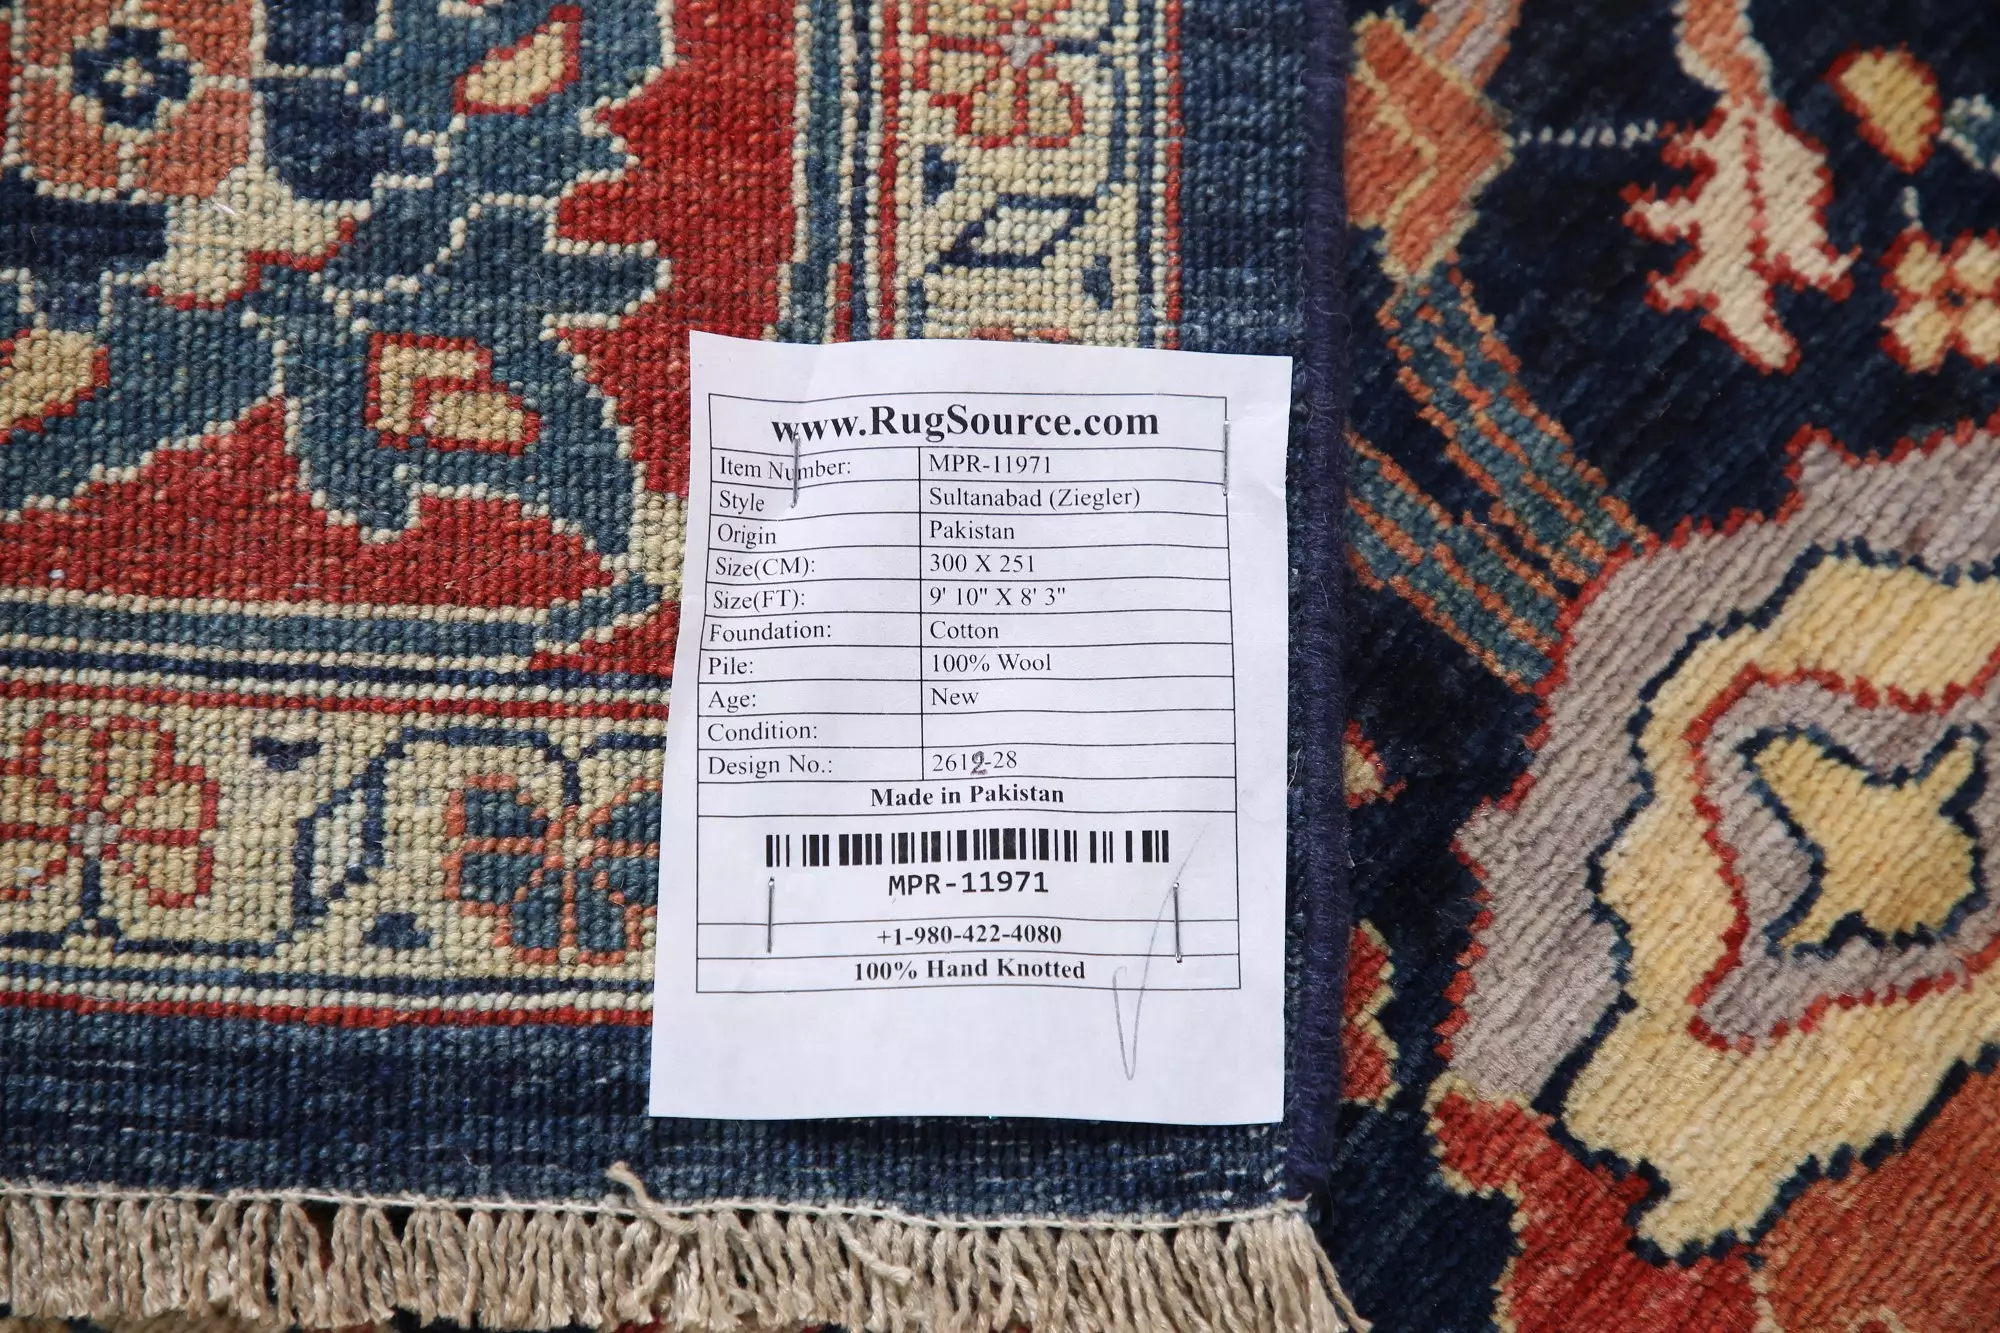 www.RugSource.com
Item Number: MPR-11971
Style Sultanabad (Ziegler)
Origin Pakistan
Size(CM): 300 X 251
Size(FT): 9' 10" X 8' 3"
Foundation: Cotton
Pile: 100% Wool
Age: New
Condition:
Design No.: 2612-28
Made in Pakistan
MPR-11971
+1-980-422-4080
100% Hand Knotted